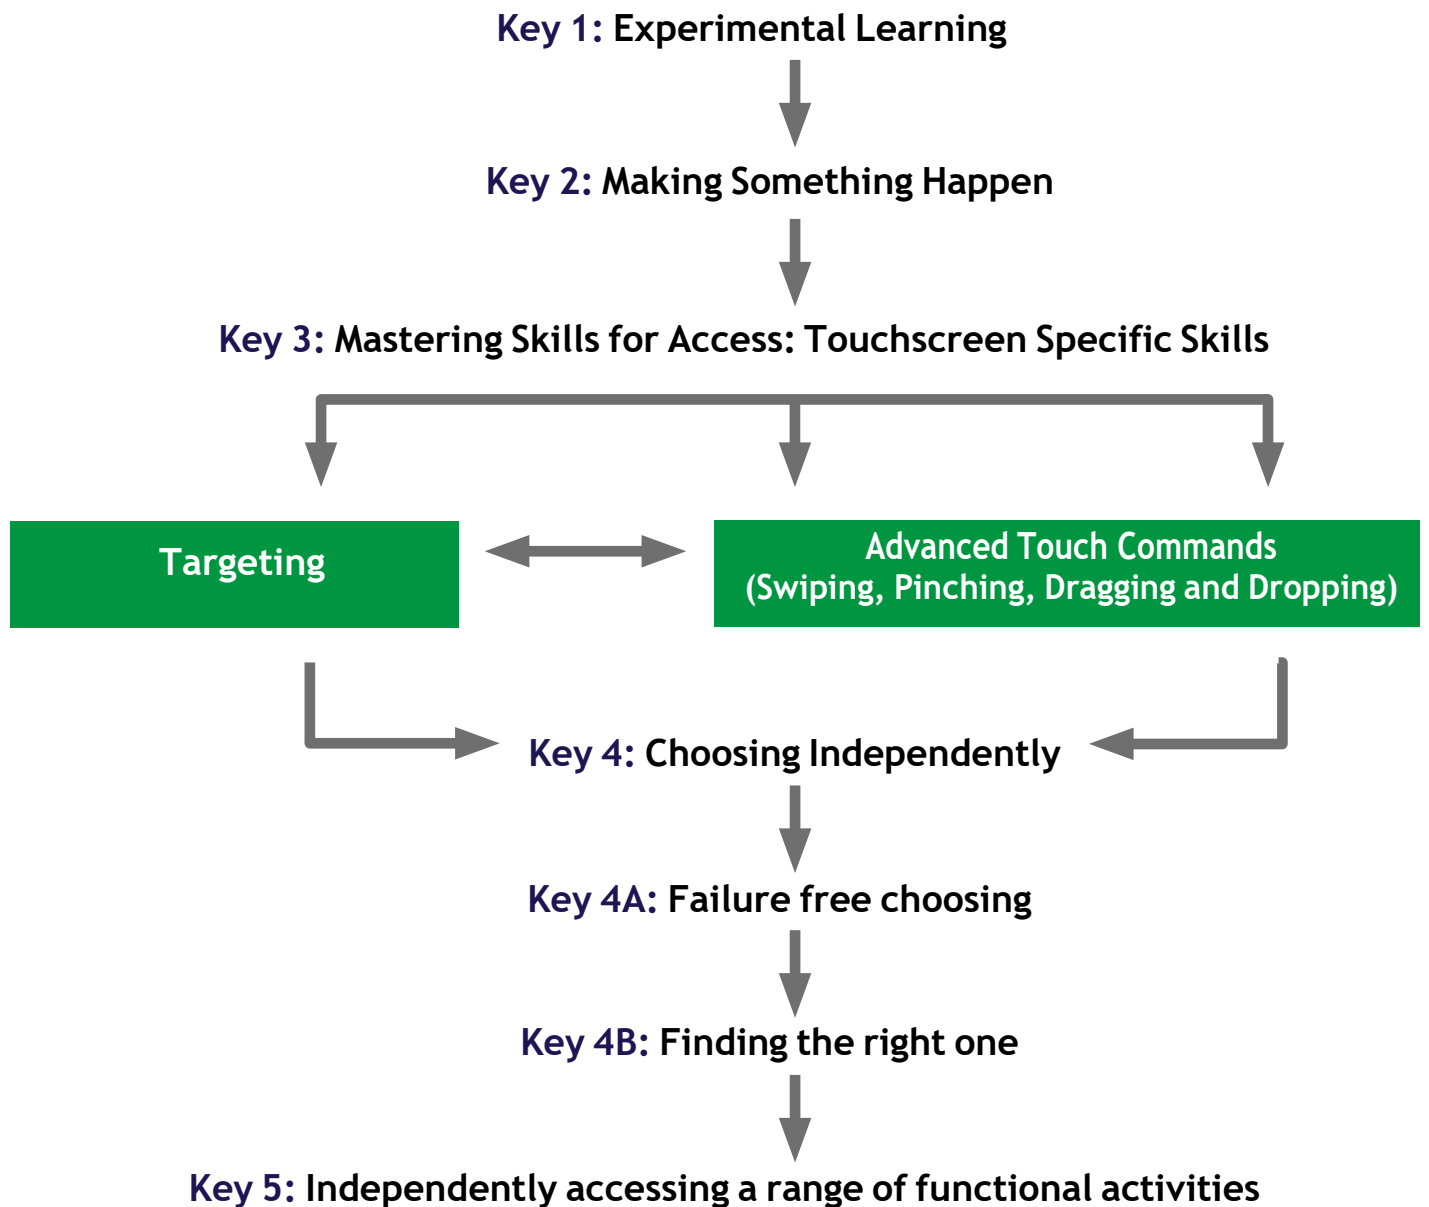 Key 1: Experimental Learning
Key 2: Making Something Happen
Key 3: Mastering Skills for Access: Touchscreen Specific Skills
Targeting
Advanced Touch Commands
(Swiping, Pinching, Dragging and Dropping)
Key 4: Choosing Independently
Key 4A: Failure free choosing
Key 4B: Finding the right one
Key 5: Independently accessing a range of functional activities